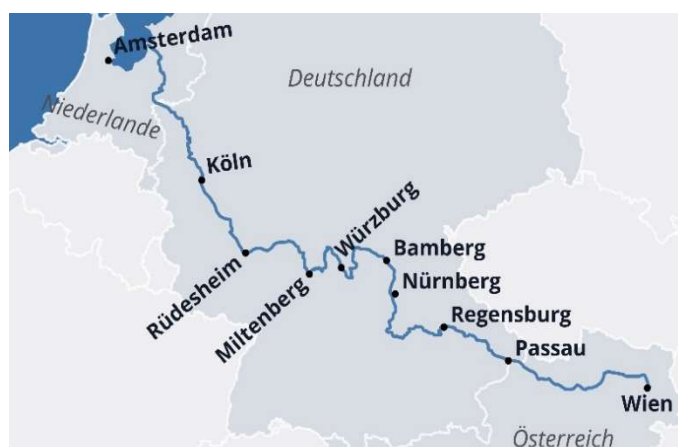 Amsterdam
Deutschland
Niederlande
Köln
Würzburg
Bamberg
Rüdesheim
Miltenberg
Nürnberg
Regensburg
Passau
Wien
Österreich